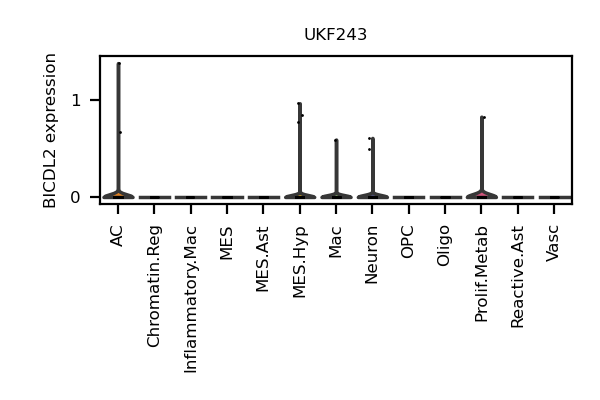 UKF243
BICDL2 expression
1
0
AC
Chromatin.Reg
Inflammatory.Mac
MES
MES.Ast
MES.Hyp
Mac
Neuron
OPC
Oligo
Prolif.Metab
Reactive.Ast
Vasc